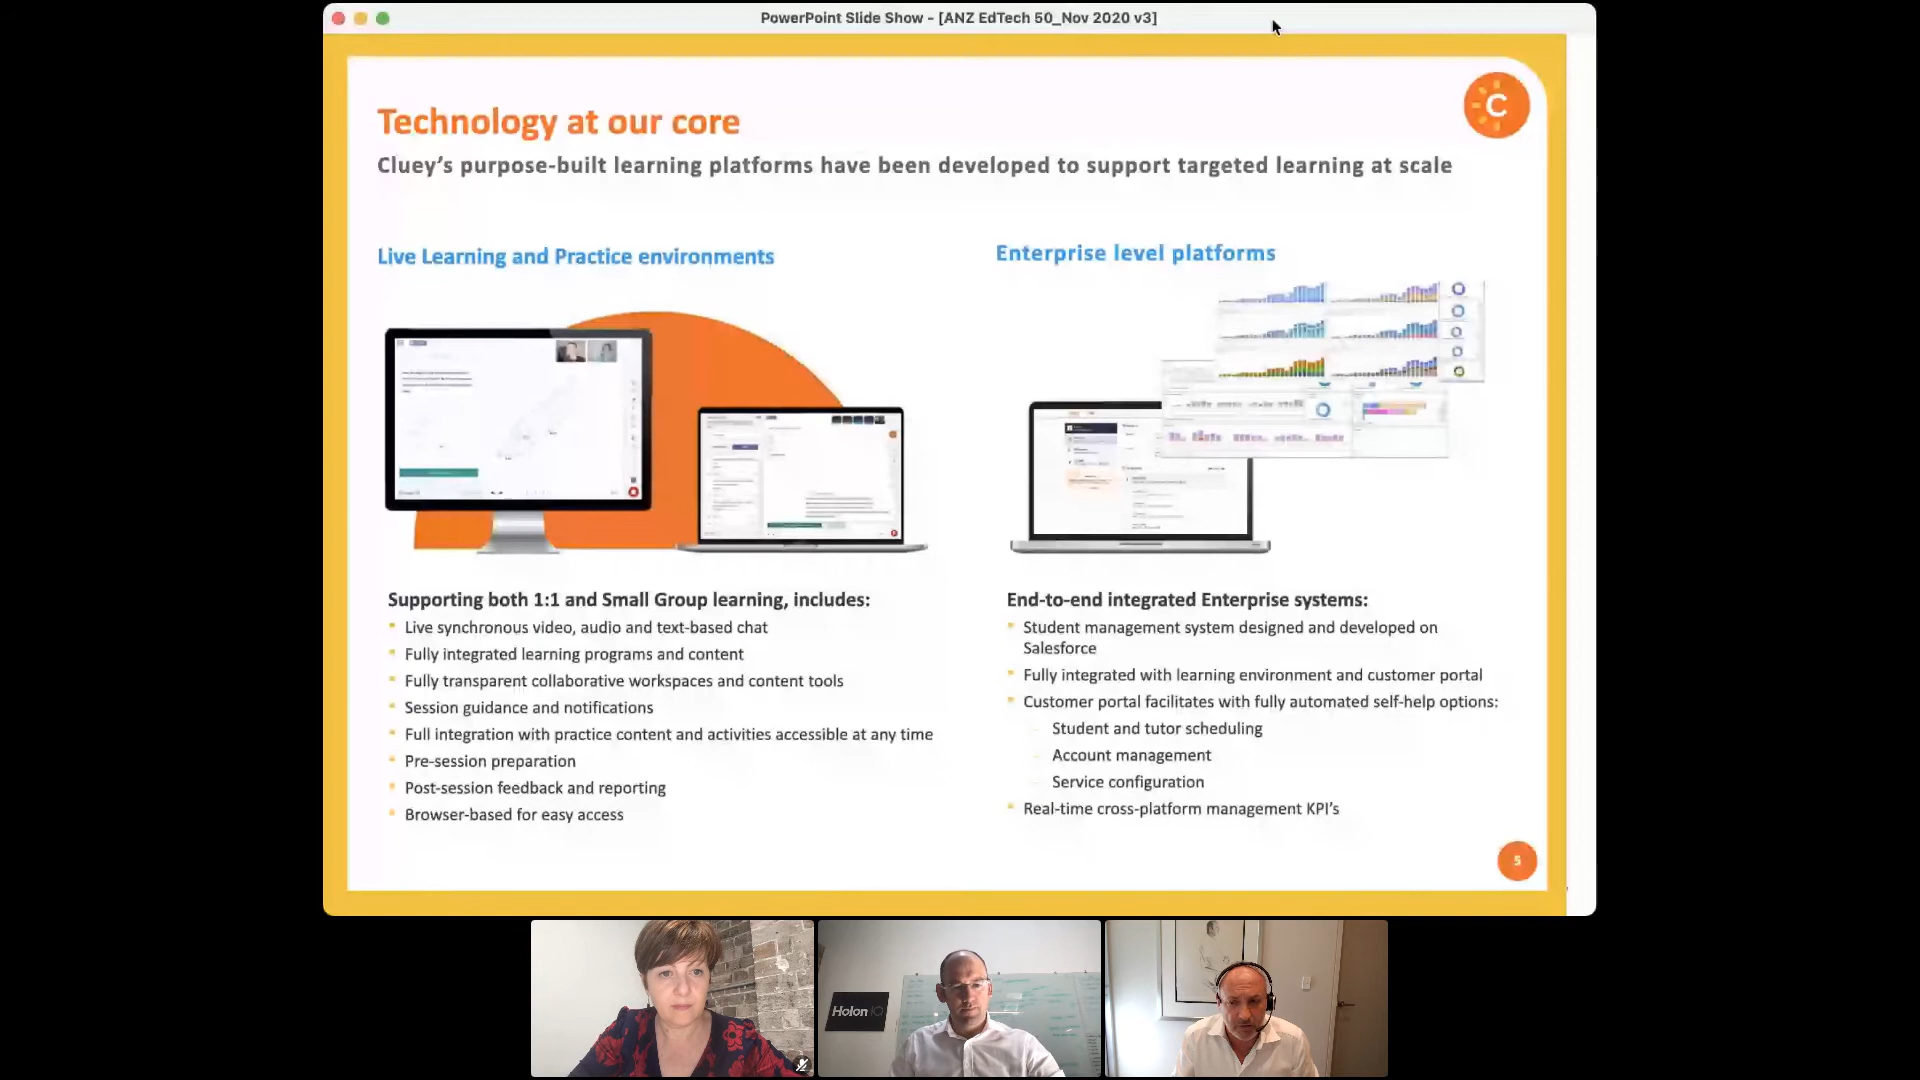 PowerPoint Slide Show - [ANZ EdTech 50_Nov 2020 v3]
C
Technology at our core
Cluey’s purpose-built learning platforms have been developed to support targeted learning at scale
Live Learning and Practice environments
Enterprise level platforms
Supporting both 1:1 and Small Group learning, includes:
Live synchronous video, audio and text-based chat
Fully integrated learning programs and content
Fully transparent collaborative workspaces and content tools
Session guidance and notifications
Full integration with practice content and activities accessible at any time
Pre-session preparation
Post-session feedback and reporting
Browser-based for easy access
End-to-end integrated Enterprise systems:
Student management system designed and developed on
Salesforce
Fully integrated with learning environment and customer portal
Customer portal facilitates with fully automated self-help options:
Student and tutor scheduling
Account management
Service configuration
Real-time cross-platform management KPI’s
5
Holon IQ